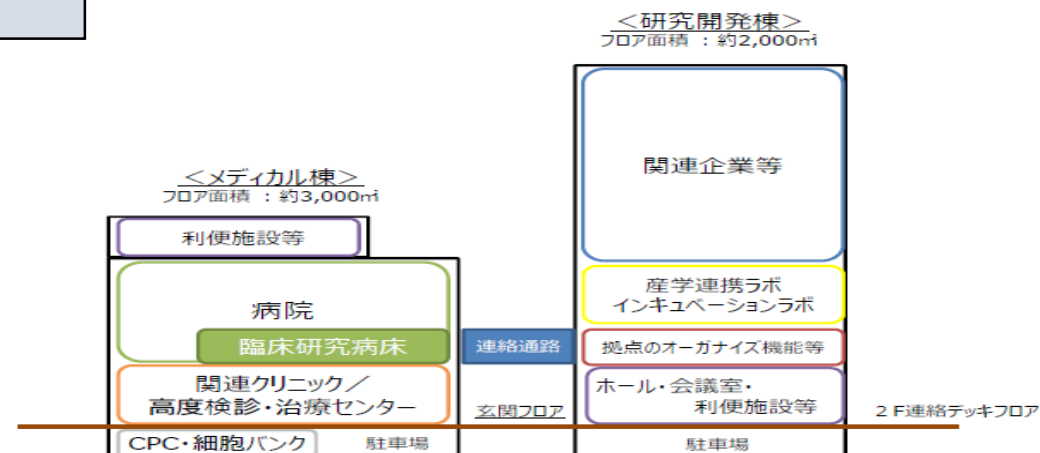 ＜研究開発棟＞
フロア面積 ：約2,000㎡
関連企業等
＜メディカル棟＞
フロア面積 ：約3,000㎡
利便施設等
産学連携ラボ
インキュベーションラボ
病院
臨床研究病床
連絡通路
拠点のオーガナイズ機能等
関連クリニック／
高度検診・治療センター
玄関フロア
ホール・会議室・
利便施設等
２Ｆ連絡デッキフロア
CPC・細胞バンク
駐車場
駐車場